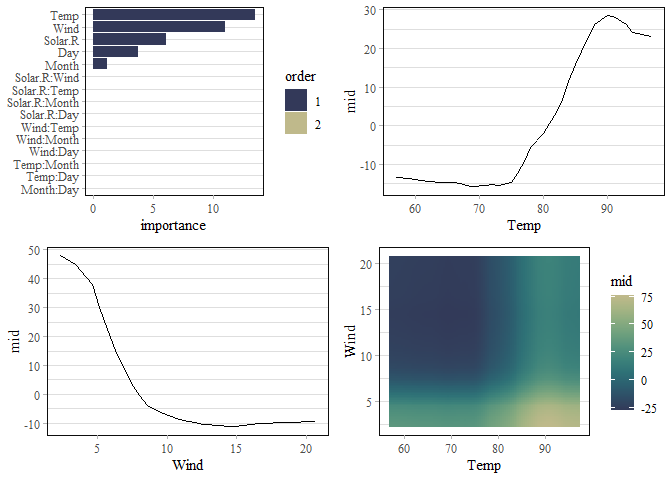 Temp
Wind
Solar.R
Day
Month
Solar.R:Wind
Solar.R:Temp
Solar.R:Month
Solar.R:Day
Wind:Temp
Wind:Month
Wind:Day
Temp:Month
Temp:Day
Month:Day
0 5 10
importance
order
1
2
30
20
10
0
-10
mid
60 70 80 90
Temp
50
40
30
20
10
0
-10
mid
5 10 15 20
Wind
20
15
10
5
Wind
60 70 80 90
Temp
mid
75
50
25
0
-25